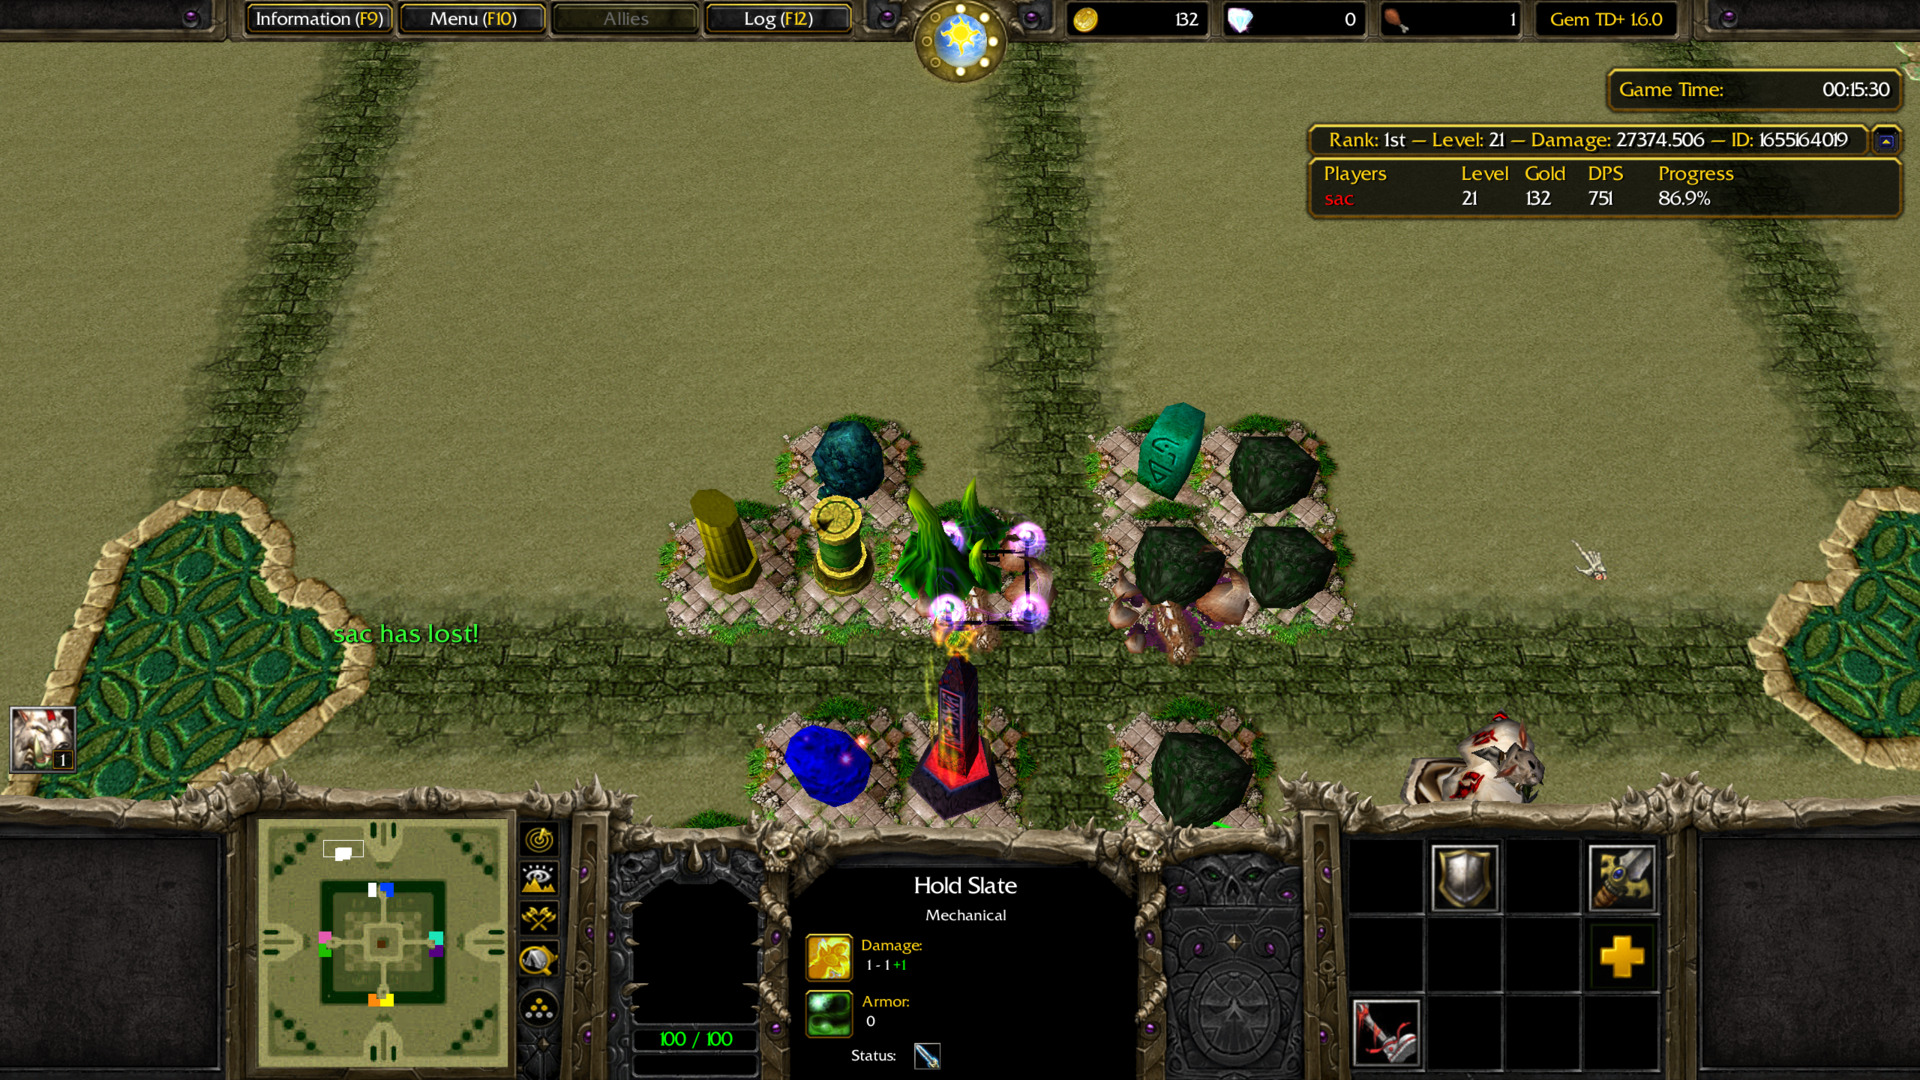 Information (F9)
Menu (F10)
Allies
Log (F12)
132
0
1
Gem TD+ 1.6.0
Game Time: 00:15:30
Rank: 1st — Level: 21 — Damage: 27374.506 — ID: 1655164019
Players Level Gold DPS Progress
sac 21 132 751 86.9%
sac has lost!
1
Hold Slate
Mechanical
Damage:
1 - 1 +1
Armor:
0
Status:
100 / 100